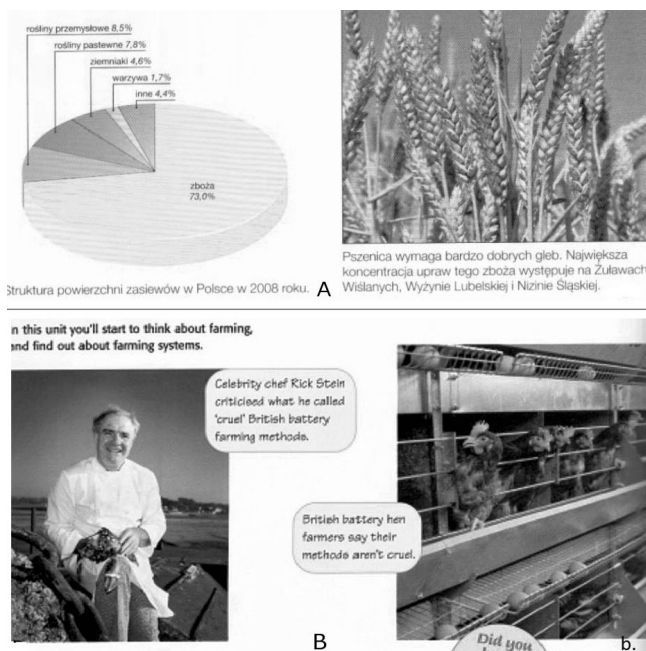 rośliny przemysłowe 8,5%
rośliny pastewne 7,8%
ziemniaki 4,6%
warzywa 1,7%
inne 4,4%
zboża
73,0%
Struktura powierzchni zasiewów w Polsce w 2008 roku.
A
Pszenica wymaga bardzo dobrych gleb. Największa
koncentracja upraw tego zboża występuje na Żuławach
Wiślanych, Wyżynie Lubelskiej i Nizinie Śląskiej.
n this unit you'll start to think about farming,
and find out about farming systems.
Celebrity chef Rick Stein
criticised what he called
'cruel' British battery
farming methods.
British battery hen
farmers say their
methods aren't cruel.
B
Did you
b.